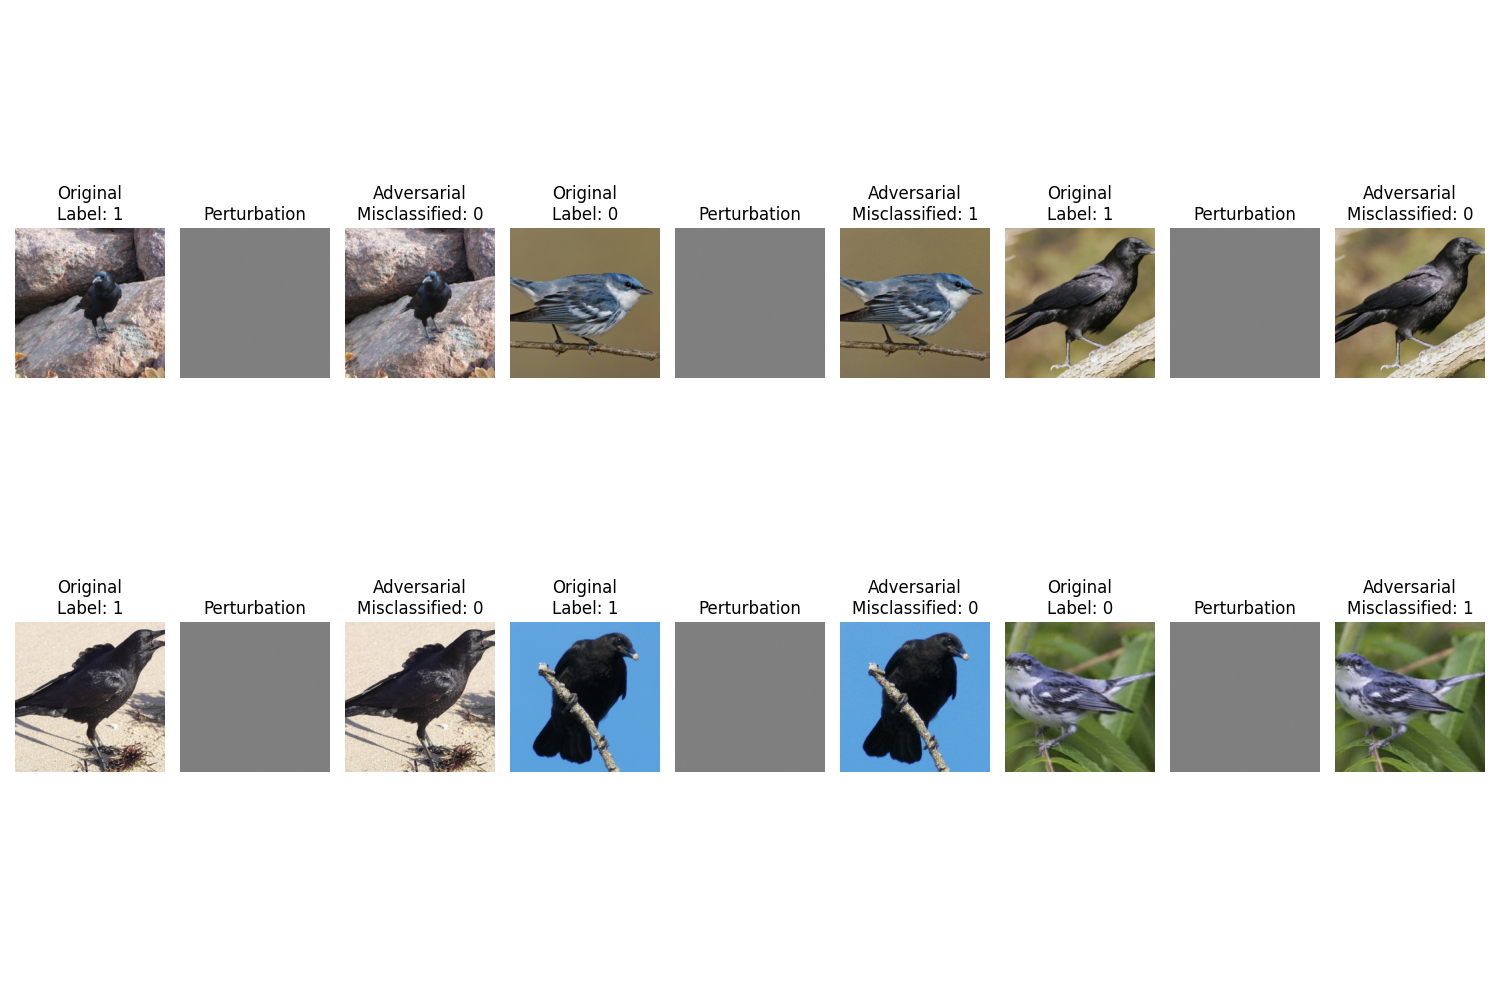 Original
Label: 1
Perturbation
Adversarial
Misclassified: 0
Original
Label: 0
Perturbation
Adversarial
Misclassified: 1
Original
Label: 1
Perturbation
Adversarial
Misclassified: 0
Original
Label: 1
Perturbation
Adversarial
Misclassified: 0
Original
Label: 1
Perturbation
Adversarial
Misclassified: 0
Original
Label: 0
Perturbation
Adversarial
Misclassified: 1